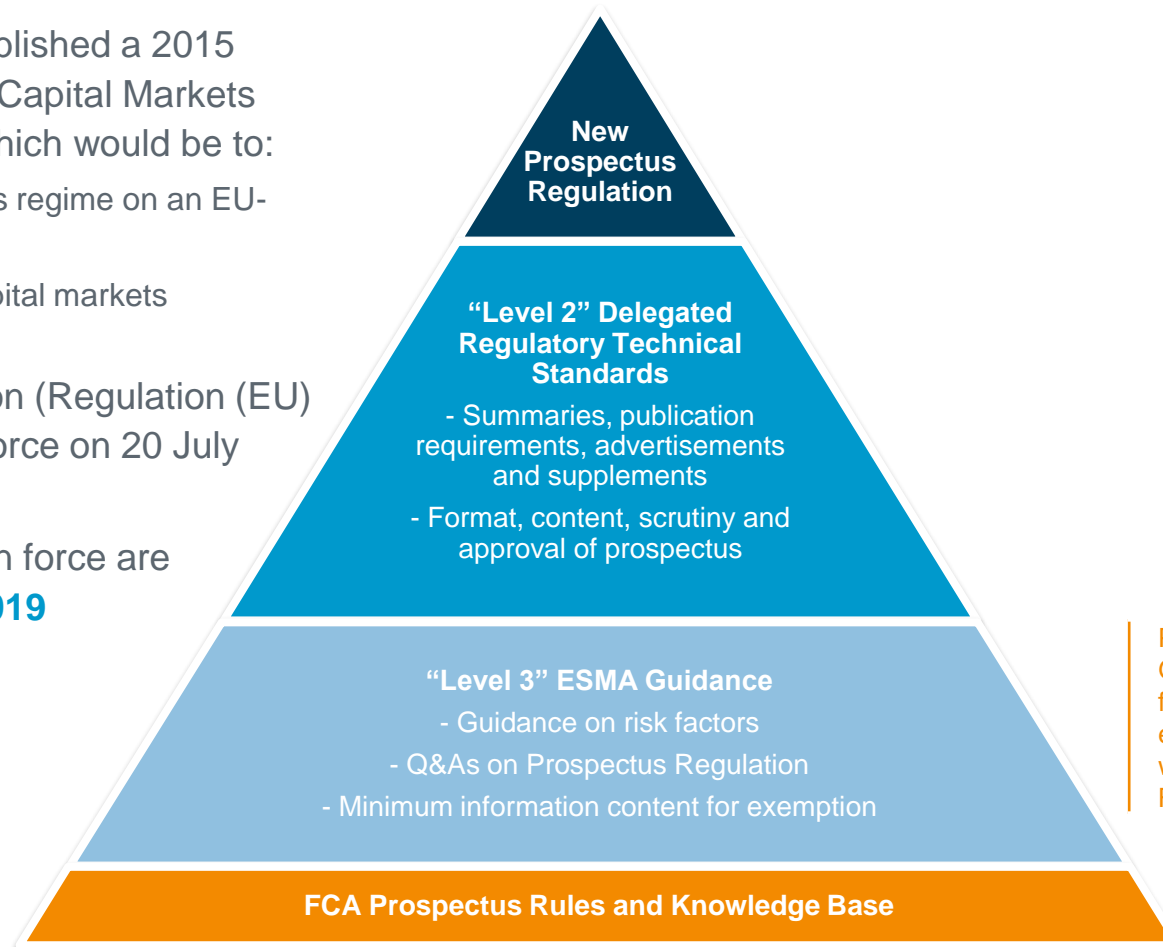 olished a 2015
Capital Markets
hich would be to:
s regime on an EU-
pital markets
on (Regulation (EU)
orce on 20 July
n force are
019
New
Prospectus
Regulation
“Level 2” Delegated
Regulatory Technical
Standards
- Summaries, publication
requirements, advertisements
and supplements
- Format, content, scrutiny and
approval of prospectus
“Level 3” ESMA Guidance
- Guidance on risk factors
- Q&As on Prospectus Regulation
- Minimum information content for exemption
FCA Prospectus Rules and Knowledge Base